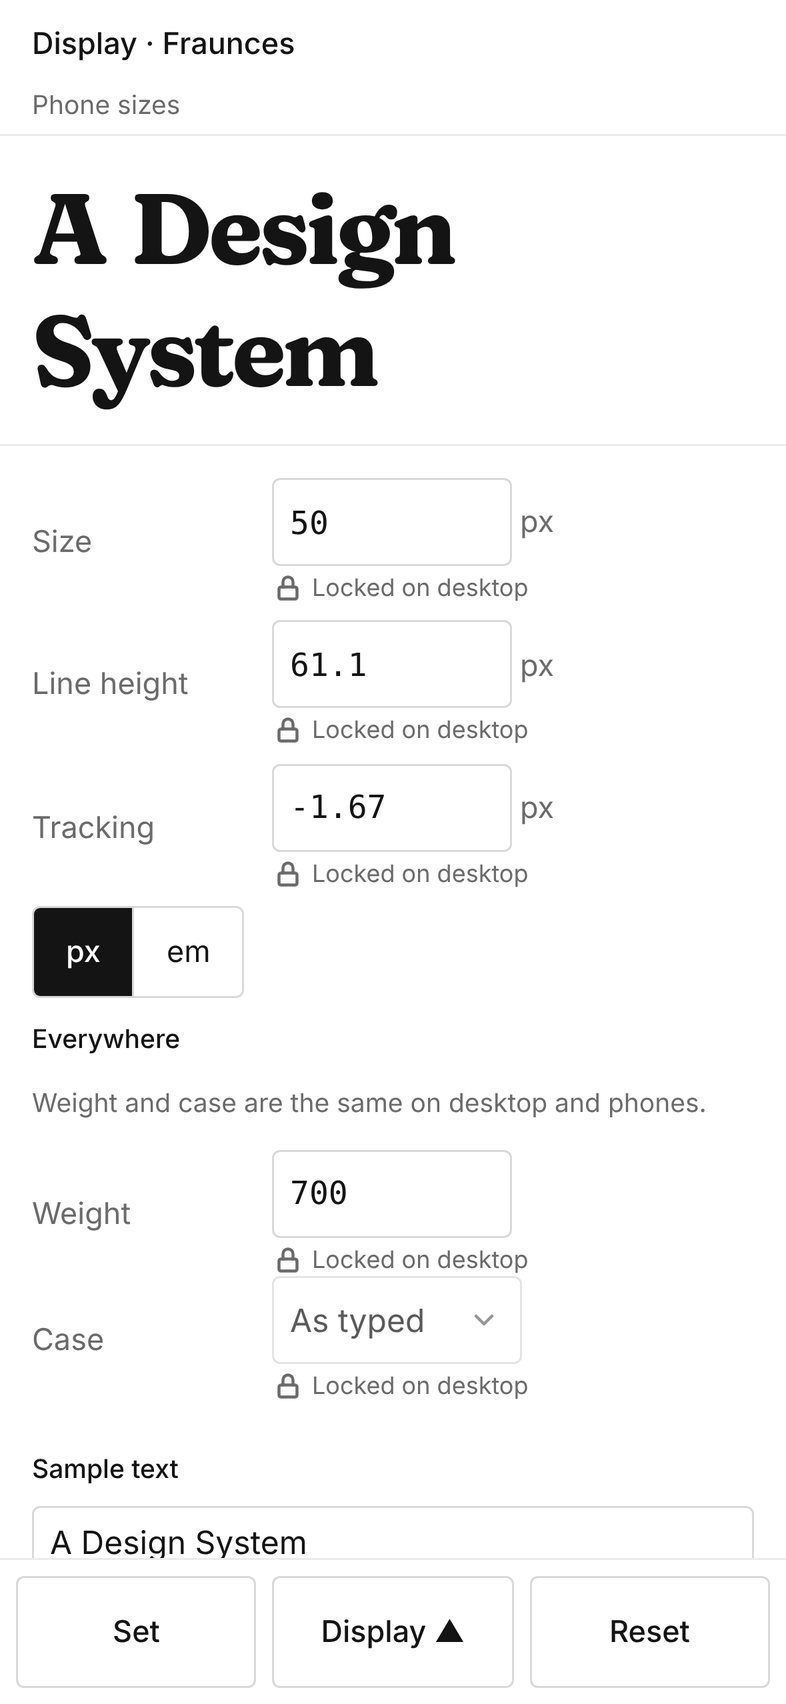 Display · Fraunces
Phone sizes
A Design
System
Size
50 px
Locked on desktop
Line height
61.1 px
Locked on desktop
Tracking
-1.67 px
Locked on desktop
px em
Everywhere
Weight and case are the same on desktop and phones.
Weight
700
Locked on desktop
Case
As typed
Locked on desktop
Sample text
A Design System
Set Display ▲ Reset